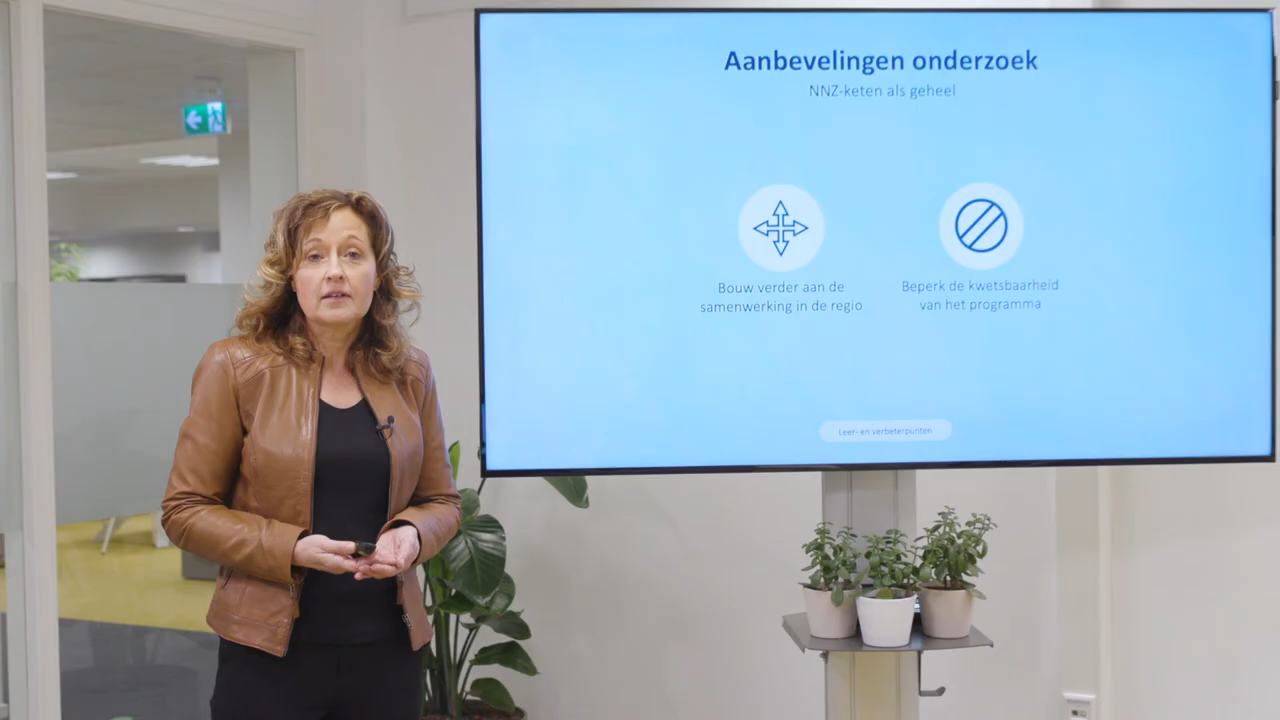 Aanbevelingen onderzoek
NNZ-keten als geheel
Bouw verder aan de
samenwerking in de regio
Beperk de kwetsbaarheid
van het programma
Leer- en verbeterpunten